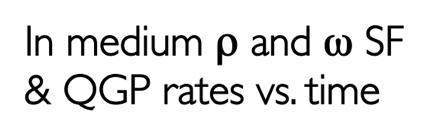 In medium ρ and ω SF
& QGP rates vs. time